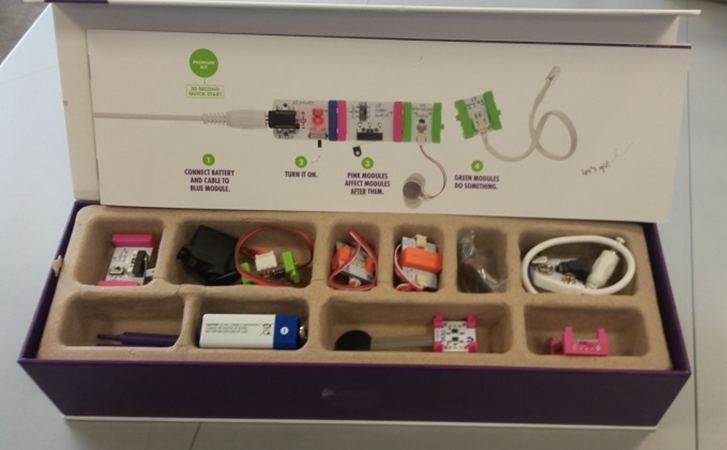 PREMIUM
KIT
30 SECOND
QUICK START
1
CONNECT BATTERY
AND CABLE TO
BLUE MODULE.
2
TURN IT ON.
3
PINK MODULES
AFFECT MODULES
AFTER THEM.
4
GREEN MODULES
DO SOMETHING.